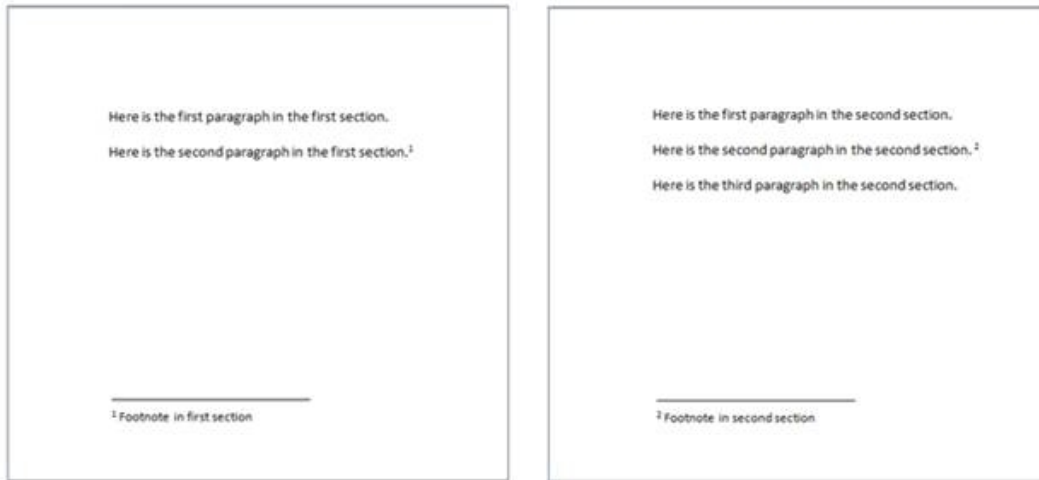 Here is the first paragraph in the first section.
Here is the second paragraph in the first section.¹
¹ Footnote in first section
Here is the first paragraph in the second section.
Here is the second paragraph in the second section. ²
Here is the third paragraph in the second section.
² Footnote in second section